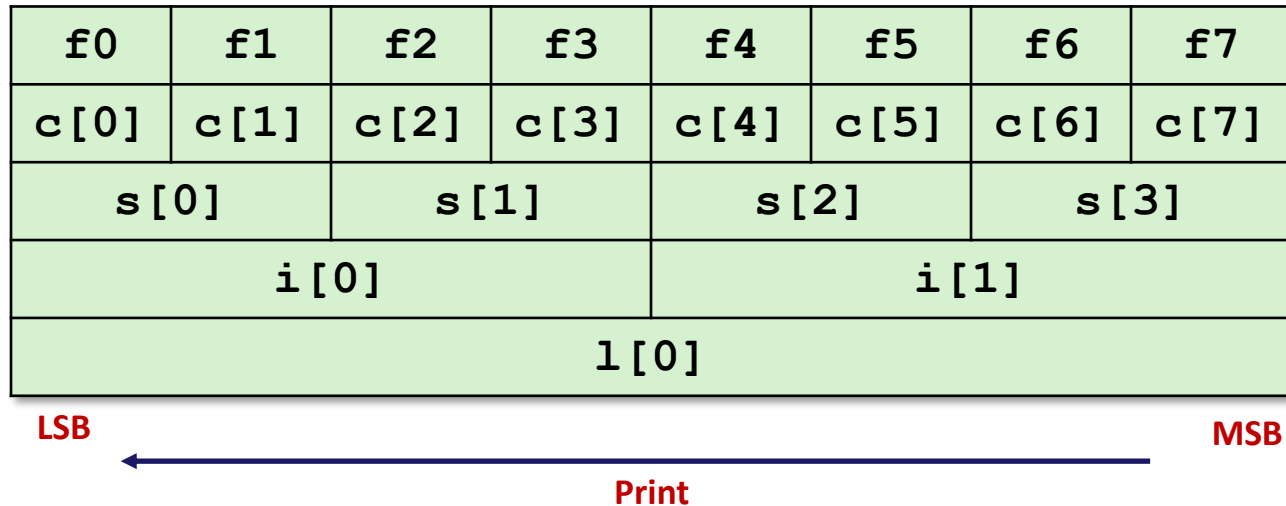 f0 f1 f2 f3 f4 f5 f6 f7
c[0] c[1] c[2] c[3] c[4] c[5] c[6] c[7]
s[0] s[1] s[2] s[3]
i[0] i[1]
l[0]
LSB MSB
Print